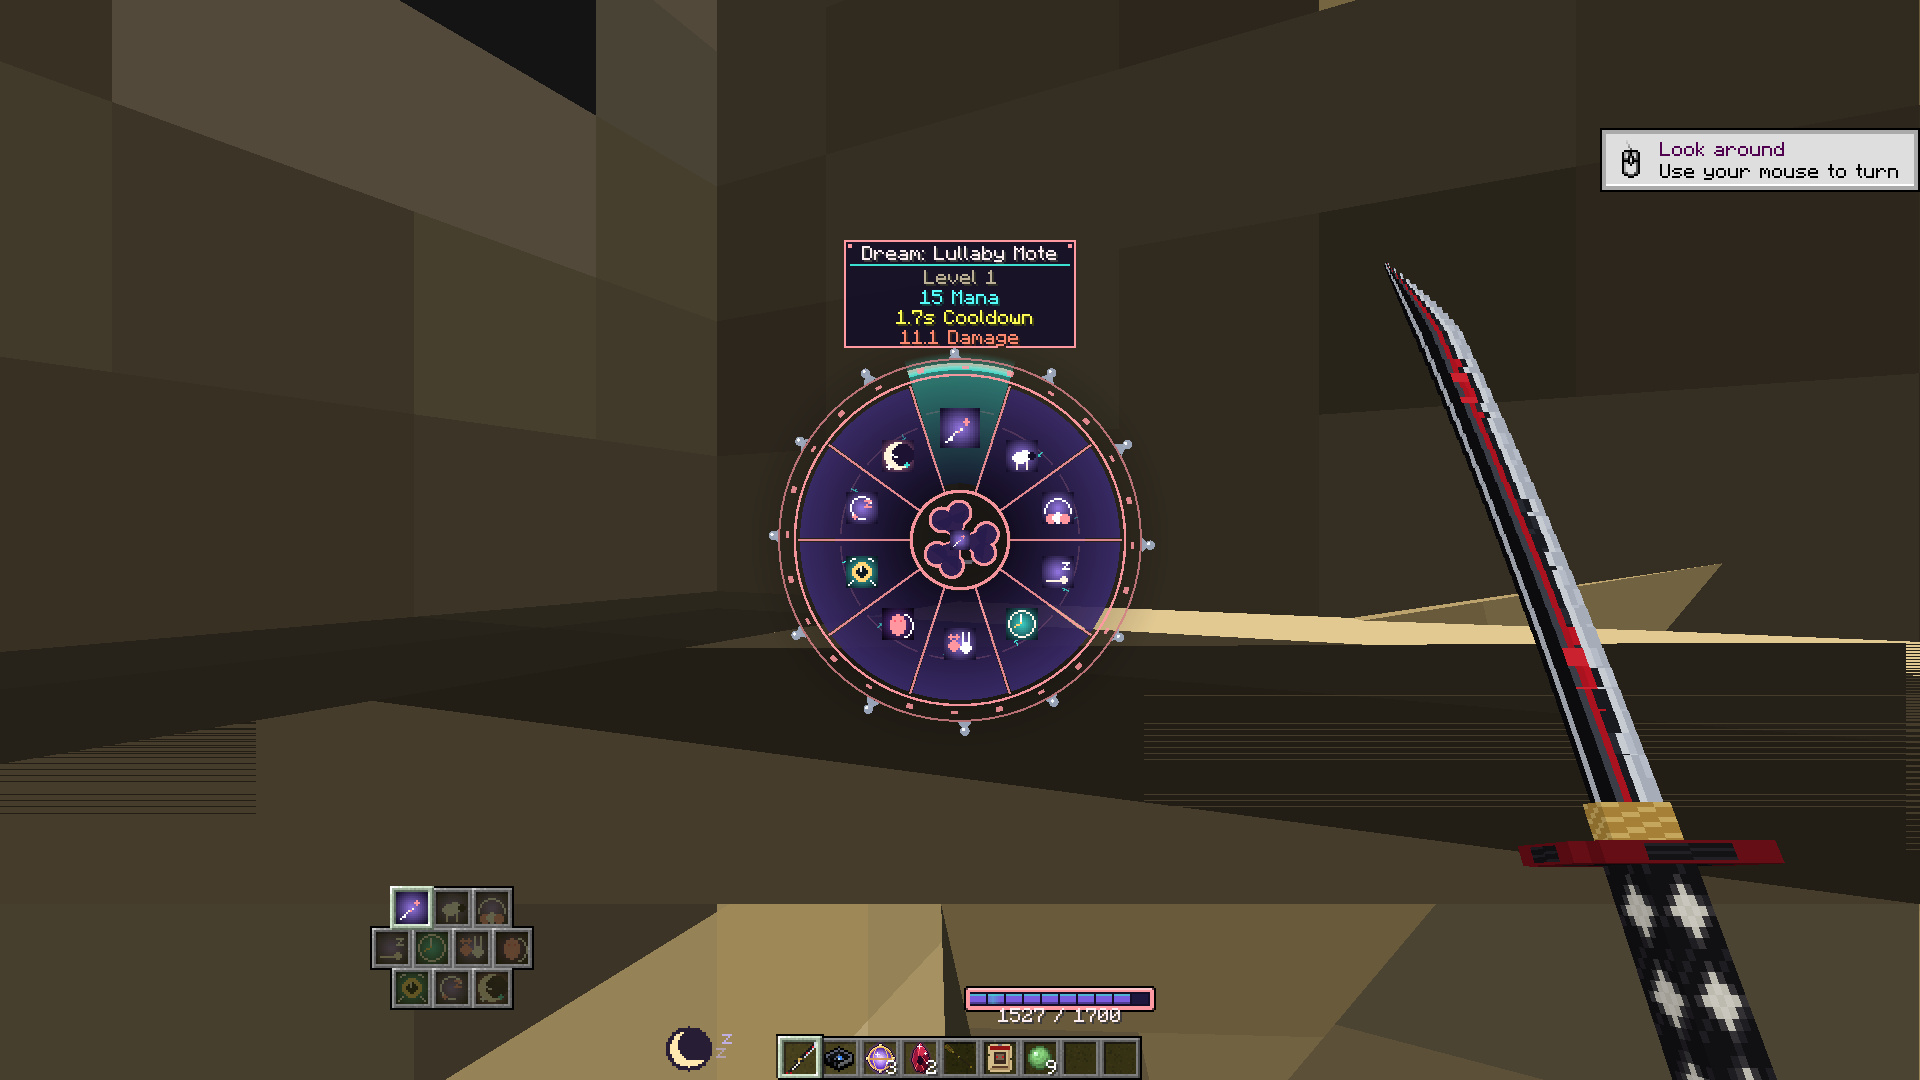 Look around
Use your mouse to turn
Dream: Lullaby Mote
Level 1
15 Mana
1.7s Cooldown
11.1 Damage
1527 / 1700
3
2
9
z
z